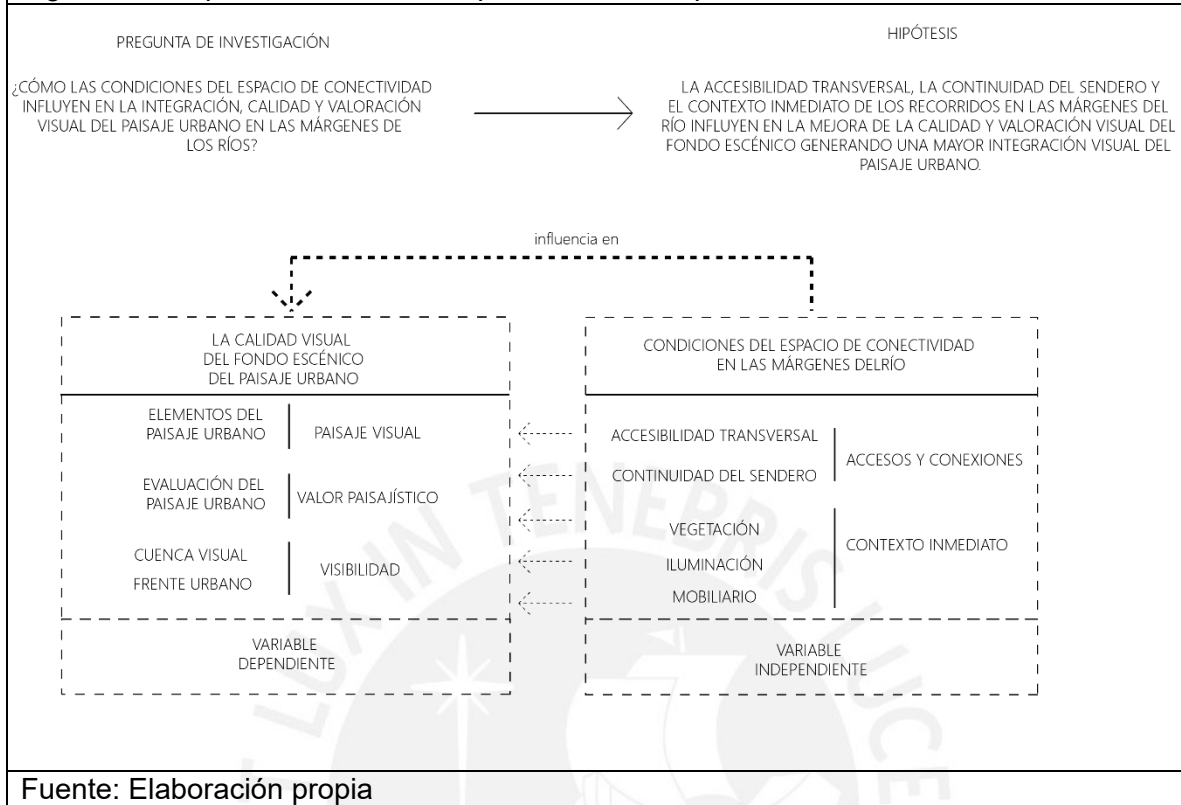 PREGUNTA DE INVESTIGACIÓN
¿CÓMO LAS CONDICIONES DEL ESPACIO DE CONECTIVIDAD
INFLUYEN EN LA INTEGRACIÓN, CALIDAD Y VALORACIÓN
VISUAL DEL PAISAJE URBANO EN LAS MÁRGENES DE
LOS RÍOS?
HIPÓTESIS
LA ACCESIBILIDAD TRANSVERSAL, LA CONTINUIDAD DEL SENDERO Y
EL CONTEXTO INMEDIATO DE LOS RECORRIDOS EN LAS MÁRGENES DEL
RÍO INFLUYEN EN LA MEJORA DE LA CALIDAD Y VALORACIÓN VISUAL DEL
FONDO ESCÉNICO GENERANDO UNA MAYOR INTEGRACIÓN VISUAL DEL
PAISAJE URBANO.
influencia en
LA CALIDAD VISUAL
DEL FONDO ESCÉNICO
DEL PAISAJE URBANO
ELEMENTOS DEL
PAISAJE URBANO
PAISAJE VISUAL
EVALUACIÓN DEL
PAISAJE URBANO
VALOR PAISAJÍSTICO
CUENCA VISUAL
FRENTE URBANO
VISIBILIDAD
VARIABLE
DEPENDIENTE
CONDICIONES DEL ESPACIO DE CONECTIVIDAD
EN LAS MÁRGENES DELRÍO
ACCESIBILIDAD TRANSVERSAL
CONTINUIDAD DEL SENDERO
ACCESOS Y CONEXIONES
VEGETACIÓN
ILUMINACIÓN
MOBILIARIO
CONTEXTO INMEDIATO
VARIABLE
INDEPENDIENTE
LUX IN TENEBRIS LUCE
Fuente: Elaboración propia